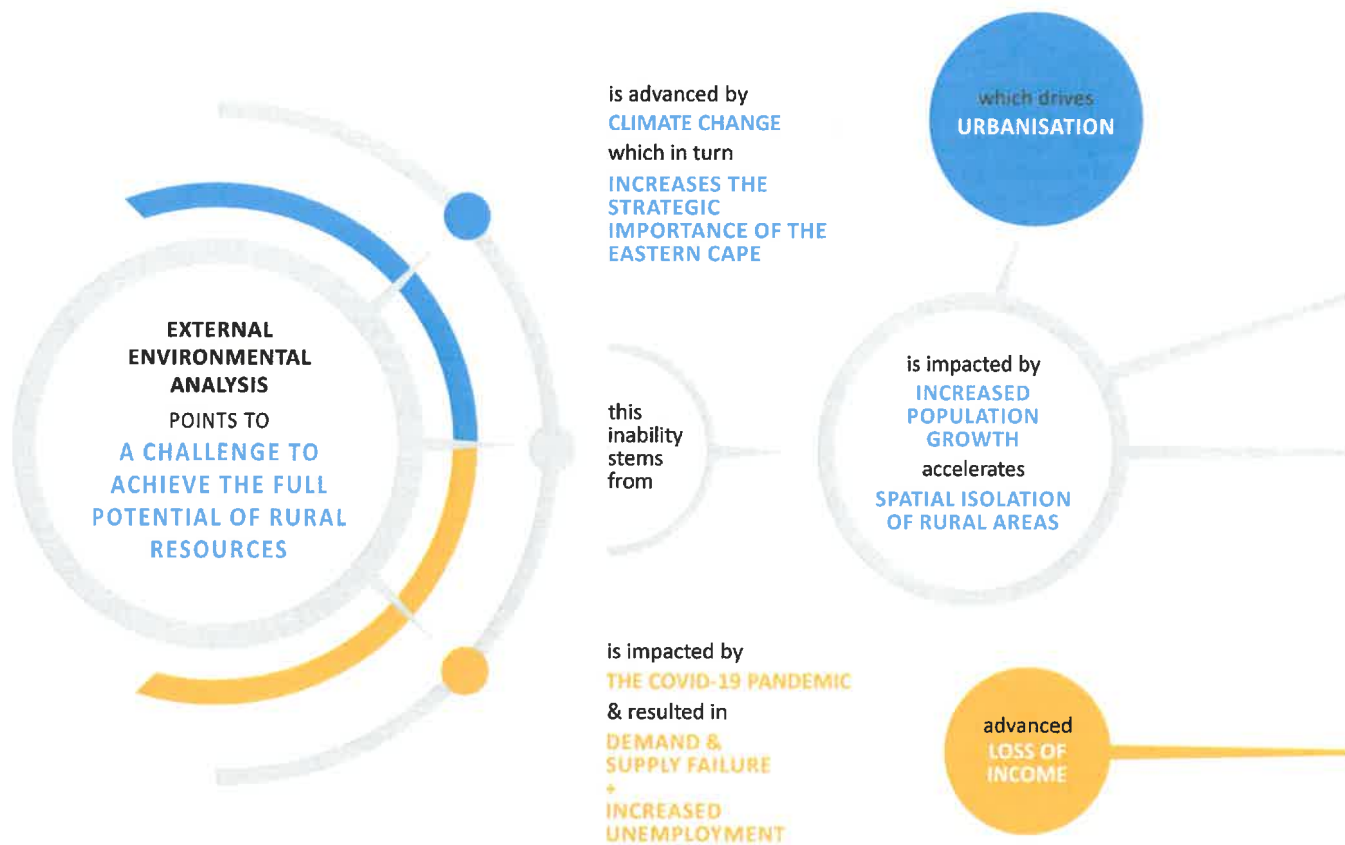 EXTERNAL
ENVIRONMENTAL
ANALYSIS
POINTS TO
A CHALLENGE TO
ACHIEVE THE FULL
POTENTIAL OF RURAL
RESOURCES
is advanced by
CLIMATE CHANGE
which in turn
INCREASES THE
STRATEGIC
IMPORTANCE OF THE
EASTERN CAPE
which drives
URBANISATION
this
inability
stems
from
is impacted by
INCREASED
POPULATION
GROWTH
accelerates
SPATIAL ISOLATION
OF RURAL AREAS
is impacted by
THE COVID-19 PANDEMIC
& resulted in
DEMAND &
SUPPLY FAILURE
+
INCREASED
UNEMPLOYMENT
advanced
LOSS OF
INCOME